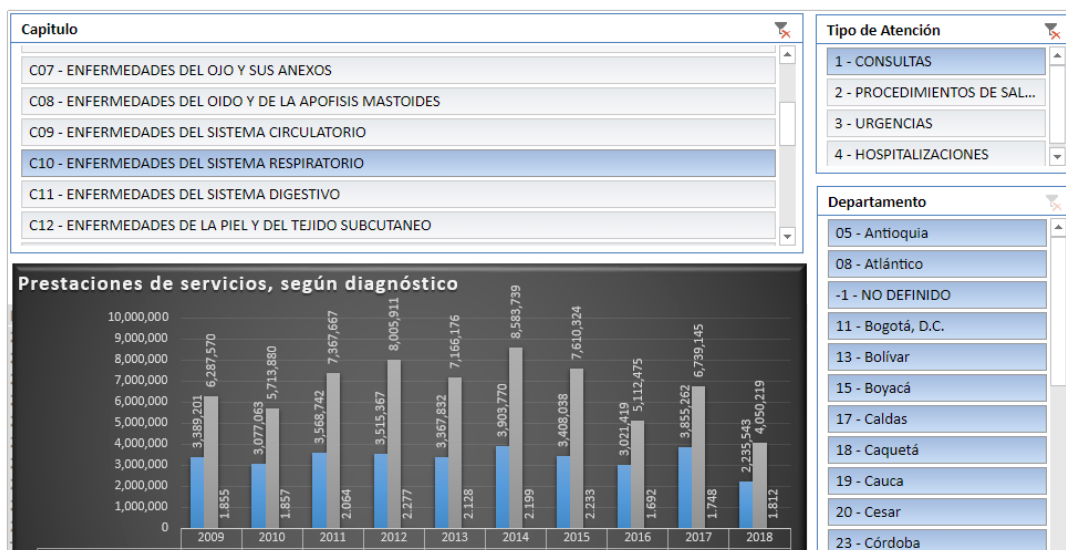 Capitulo
C07 - ENFERMEDADES DEL OJO Y SUS ANEXOS
C08 - ENFERMEDADES DEL OIDO Y DE LA APOFISIS MASTOIDES
C09 - ENFERMEDADES DEL SISTEMA CIRCULATORIO
C10 - ENFERMEDADES DEL SISTEMA RESPIRATORIO
C11 - ENFERMEDADES DEL SISTEMA DIGESTIVO
C12 - ENFERMEDADES DE LA PIEL Y DEL TEJIDO SUBCUTANEO
Tipo de Atención
1 - CONSULTAS
2 - PROCEDIMIENTOS DE SAL...
3 - URGENCIAS
4 - HOSPITALIZACIONES
Departamento
05 - Antioquia
08 - Atlántico
-1 - NO DEFINIDO
11 - Bogotá, D.C.
13 - Bolívar
15 - Boyacá
17 - Caldas
18 - Caquetá
19 - Cauca
20 - Cesar
23 - Córdoba
Prestaciones de servicios, según diagnóstico
10,000,000
9,000,000
8,000,000
7,000,000
6,000,000
5,000,000
4,000,000
3,000,000
2,000,000
1,000,000
0
3,389,201
6,287,570
1.855
3,077,063
5,713,880
1.857
3,568,742
7,367,667
2.064
3,515,367
8,005,911
2.277
3,367,832
7,166,176
2.128
3,903,770
8,583,739
2.199
3,408,038
7,610,324
2.233
3,021,419
5,112,475
1.692
3,855,262
6,739,145
1.748
2,235,543
4,050,219
1.812
2009 2010 2011 2012 2013 2014 2015 2016 2017 2018